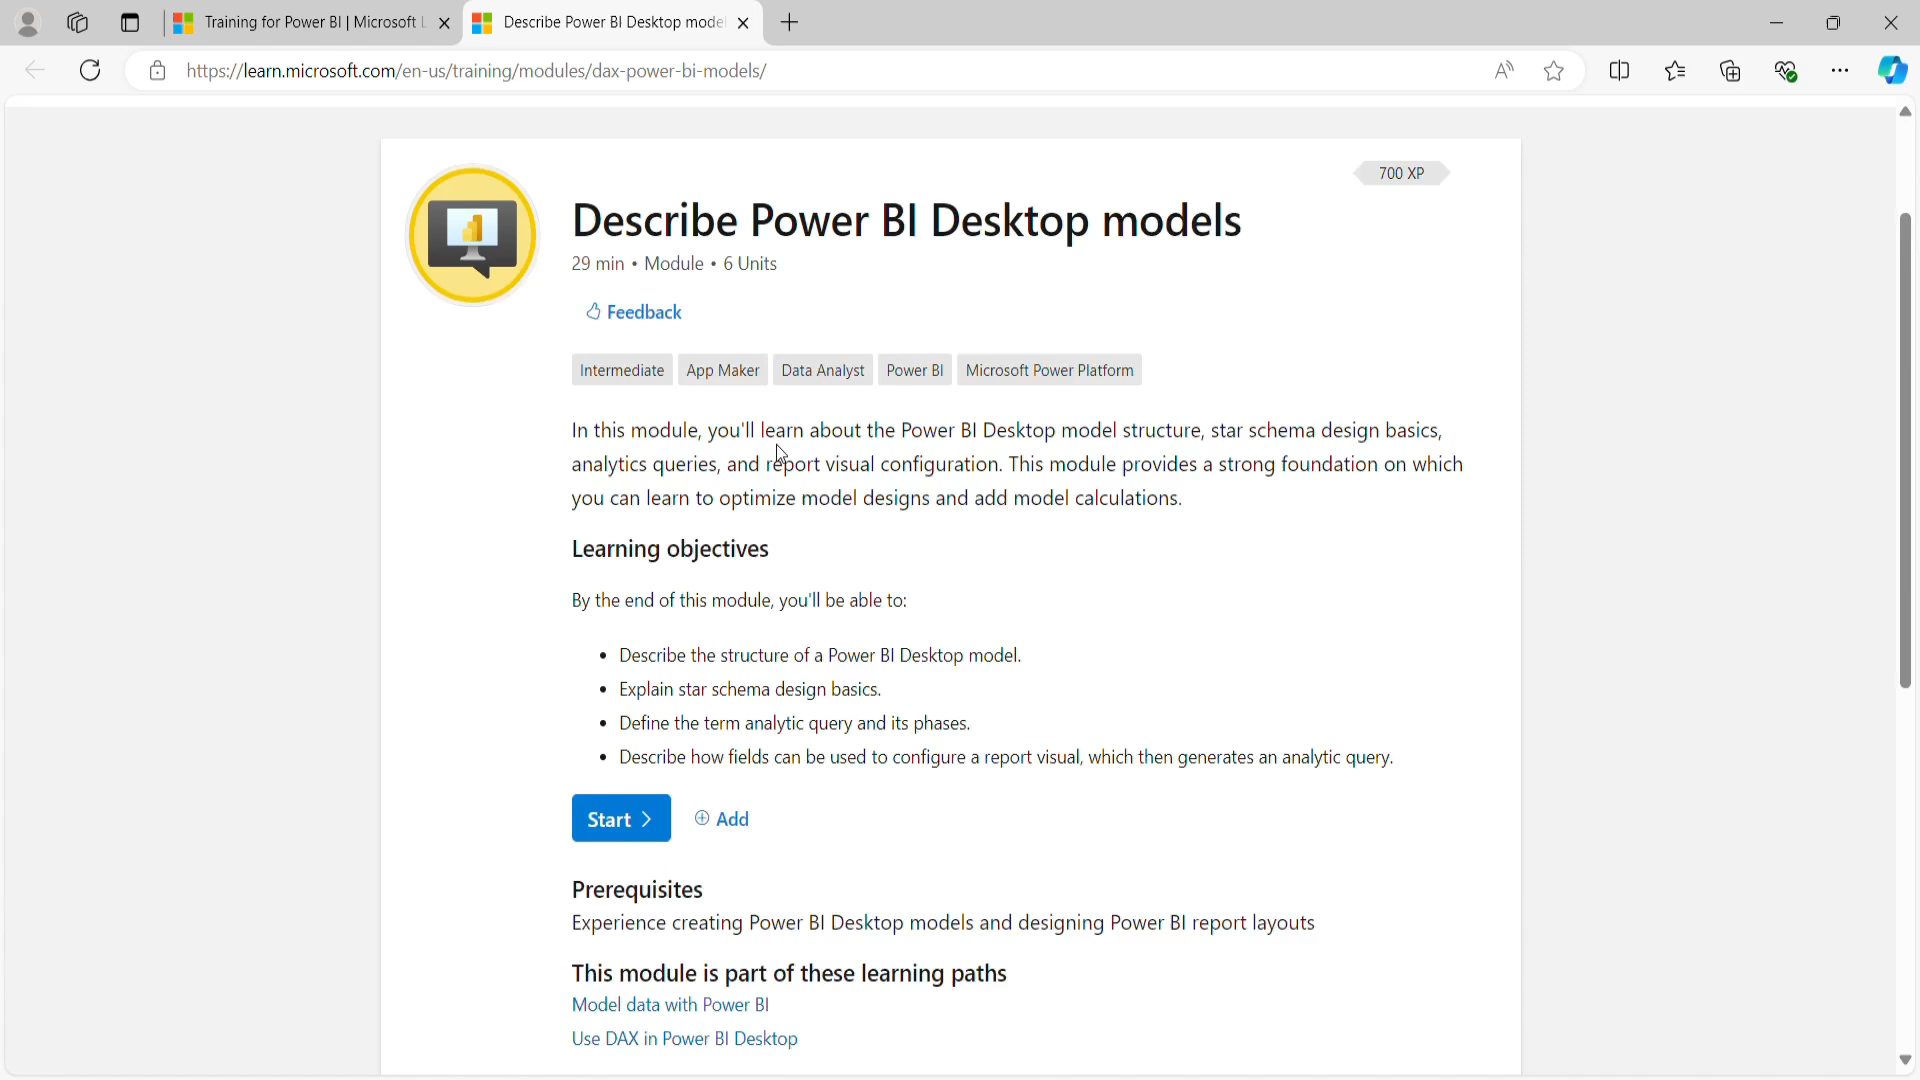 Training for Power BI | Microsoft L
Describe Power BI Desktop model
https://learn.microsoft.com/en-us/training/modules/dax-power-bi-models/
700 XP
Describe Power BI Desktop models
29 min • Module • 6 Units
Feedback
Intermediate App Maker Data Analyst Power BI Microsoft Power Platform
In this module, you'll learn about the Power BI Desktop model structure, star schema design basics,
analytics queries, and report visual configuration. This module provides a strong foundation on which
you can learn to optimize model designs and add model calculations.
Learning objectives
By the end of this module, you'll be able to:
• Describe the structure of a Power BI Desktop model.
• Explain star schema design basics.
• Define the term analytic query and its phases.
• Describe how fields can be used to configure a report visual, which then generates an analytic query.
Start
Add
Prerequisites
Experience creating Power BI Desktop models and designing Power BI report layouts
This module is part of these learning paths
Model data with Power BI
Use DAX in Power BI Desktop